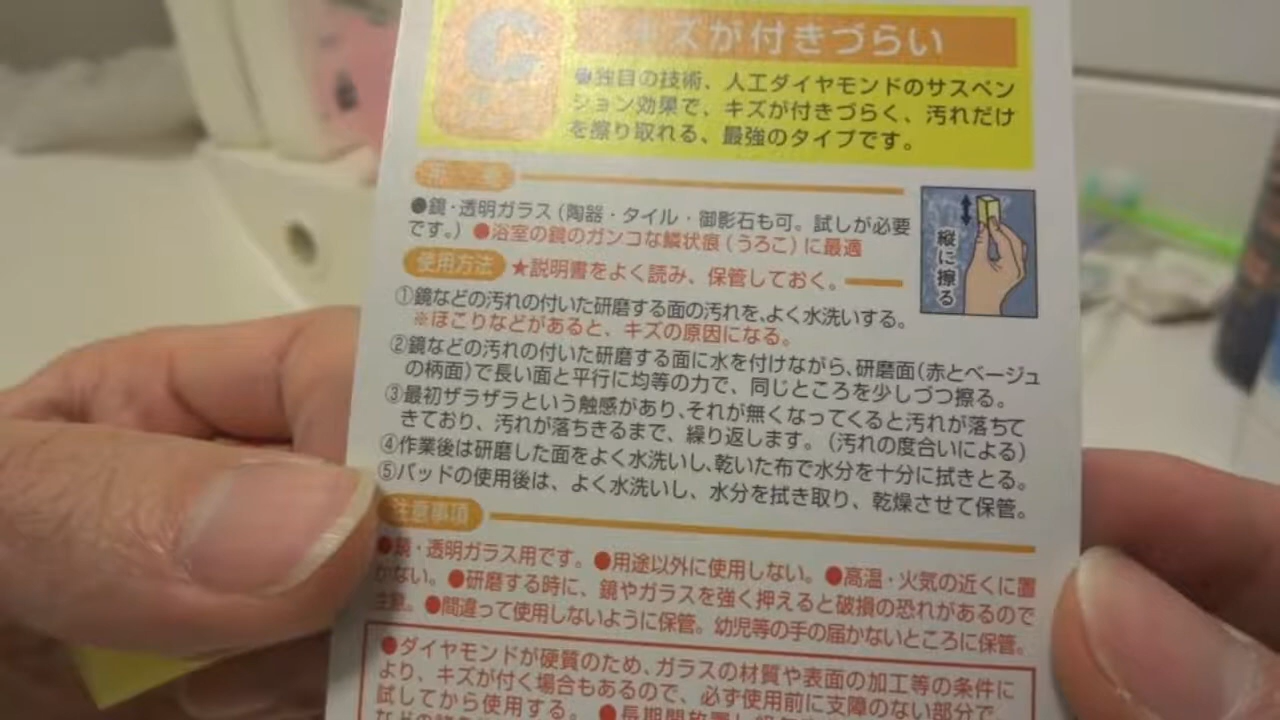 C キズが付きづらい
●独自の技術、人工ダイヤモンドのサスペン
ション効果で、キズが付きづらく、汚れだけ
を擦り取れる、最強のタイプです。
●鏡・透明ガラス(陶器・タイル・御影石も可。試しが必要
です。)●浴室の鏡のガンコな鱗状痕(うろこ)に最適
縦に擦る
使用方法 ★説明書をよく読み、保管しておく。
①鏡などの汚れの付いた研磨する面の汚れを、よく水洗いする。
※ほこりなどがあると、キズの原因になる。
②鏡などの汚れの付いた研磨する面に水を付けながら、研磨面(赤とベージュ
の柄面)で長い面と平行に均等の力で、同じところを少しづつ擦る。
③最初ザラザラという触感があり、それが無くなってくると汚れが落ちて
きており、汚れが落ちきるまで、繰り返します。(汚れの度合いによる)
④作業後は研磨した面をよく水洗いし、乾いた布で水分を十分に拭きとる。
⑤パッドの使用後は、よく水洗いし、水分を拭き取り、乾燥させて保管。
注意事項
●鏡・透明ガラス用です。●用途以外に使用しない。●高温・火気の近くに置
かない。●研磨する時に、鏡やガラスを強く押えると破損の恐れがあるので
注意。●間違って使用しないように保管。幼児等の手の届かないところに保管。
●ダイヤモンドが硬質のため、ガラスの材質や表面の加工等の条件に
より、キズが付く場合もあるので、必ず使用前に支障のない部分で、
試してから使用する。●長期間放置し